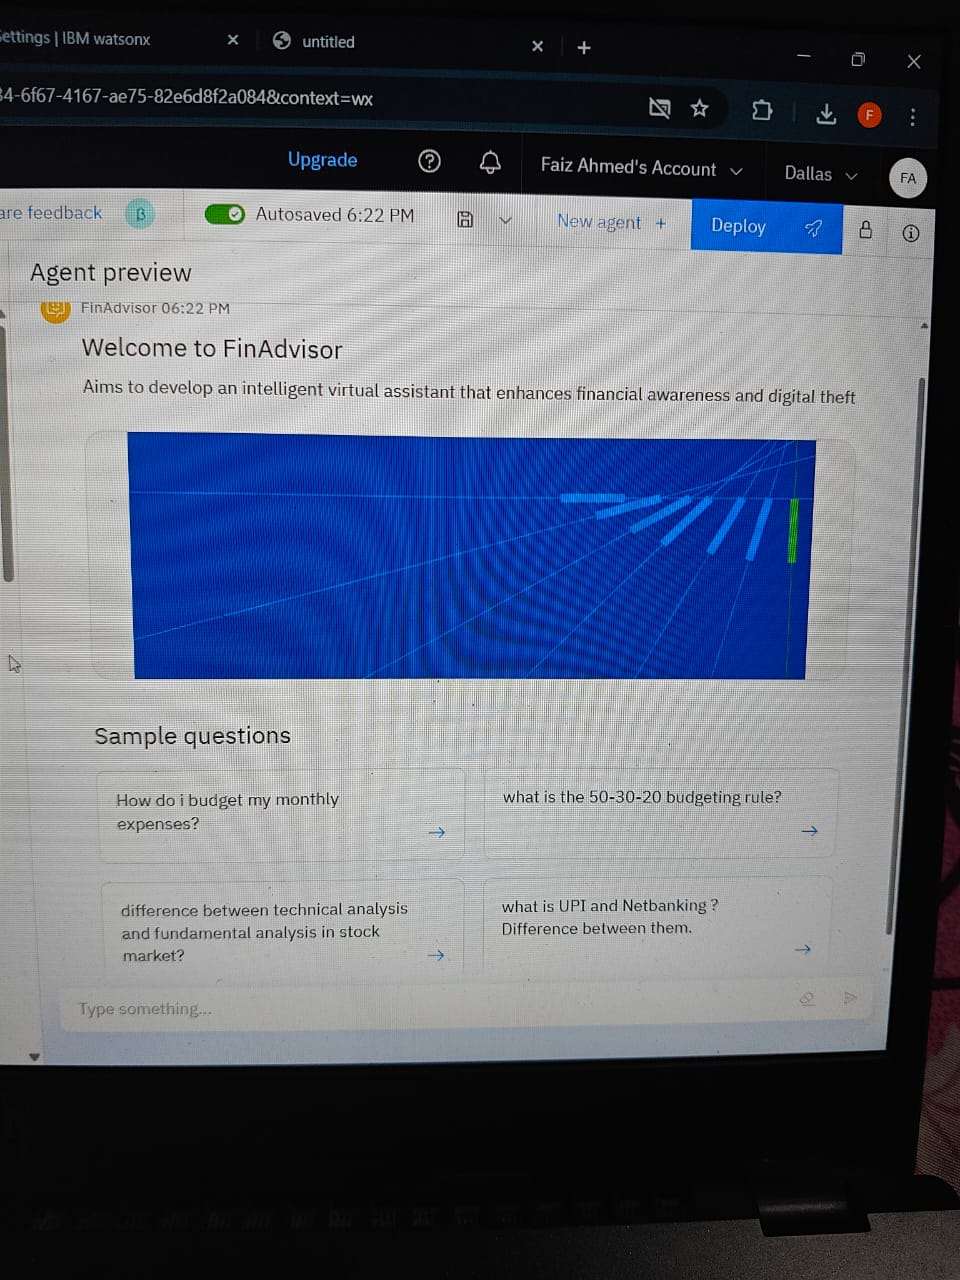 ettings | IBM watsonx
untitled
34-6f67-4167-ae75-82e6d8f2a084&context=wx
F
Upgrade
Faiz Ahmed's Account
Dallas
FA
are feedback
β
Autosaved 6:22 PM
New agent +
Deploy
Agent preview
FinAdvisor 06:22 PM
Welcome to FinAdvisor
Aims to develop an intelligent virtual assistant that enhances financial awareness and digital theft
Sample questions
How do i budget my monthly
expenses?
what is the 50-30-20 budgeting rule?
difference between technical analysis
and fundamental analysis in stock
market?
what is UPI and Netbanking ?
Difference between them.
Type something...